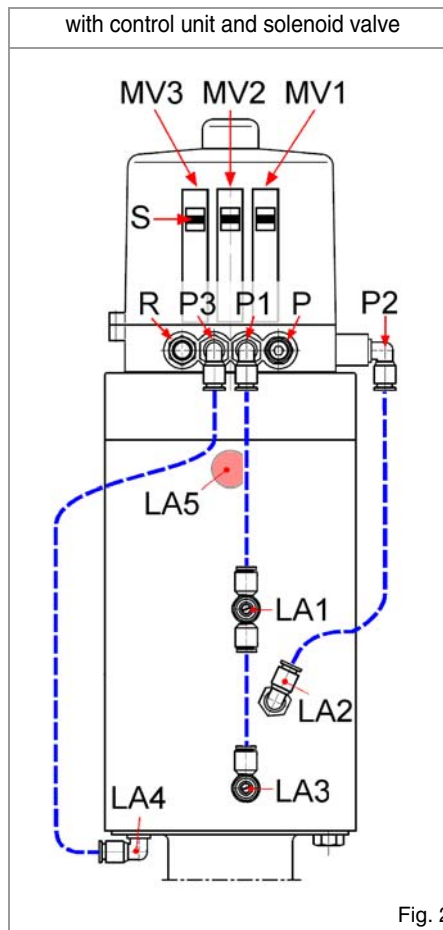 with control unit and solenoid valve
MV3 MV2 MV1
S
R P3 P1 P P2
LA5
LA1
LA2
LA3
LA4
Fig. 2